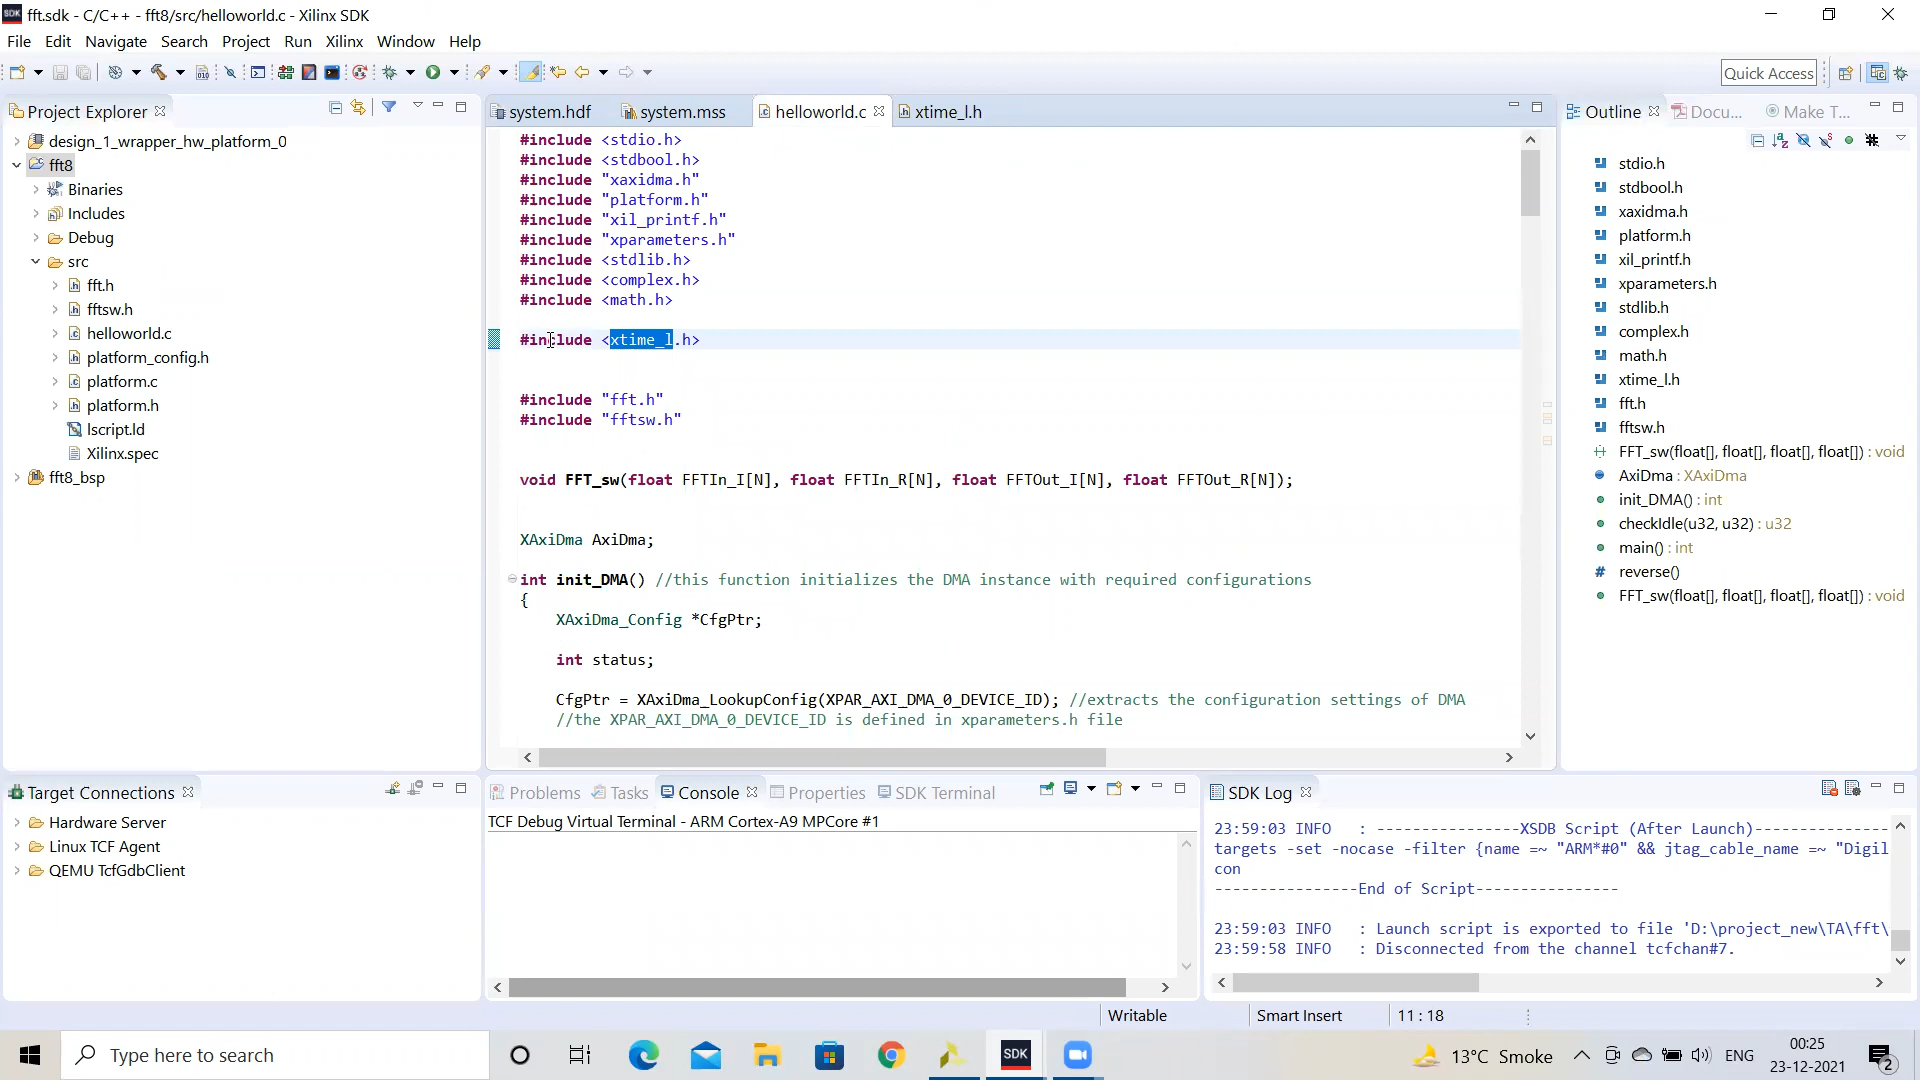 fft.sdk - C/C++ - fft8/src/helloworld.c - Xilinx SDK
File Edit Navigate Search Project Run Xilinx Window Help
Quick Access
Project Explorer
design_1_wrapper_hw_platform_0
fft8
Binaries
Includes
Debug
src
fft.h
fftsw.h
helloworld.c
platform_config.h
platform.c
platform.h
lscript.ld
Xilinx.spec
fft8_bsp
system.hdf system.mss helloworld.c xtime_l.h
#include <stdio.h>
#include <stdbool.h>
#include "xaxidma.h"
#include "platform.h"
#include "xil_printf.h"
#include "xparameters.h"
#include <stdlib.h>
#include <complex.h>
#include <math.h>
#include <xtime_l.h>
#include "fft.h"
#include "fftsw.h"
void FFT_sw(float FFTIn_I[N], float FFTIn_R[N], float FFTOut_I[N], float FFTOut_R[N]);
XAxiDma AxiDma;
int init_DMA() //this function initializes the DMA instance with required configurations
{
XAxiDma_Config *CfgPtr;
int status;
CfgPtr = XAxiDma_LookupConfig(XPAR_AXI_DMA_0_DEVICE_ID); //extracts the configuration settings of DMA
//the XPAR_AXI_DMA_0_DEVICE_ID is defined in xparameters.h file
Outline Docu... Make T...
stdio.h
stdbool.h
xaxidma.h
platform.h
xil_printf.h
xparameters.h
stdlib.h
complex.h
math.h
xtime_l.h
fft.h
fftsw.h
FFT_sw(float[], float[], float[], float[]) : void
AxiDma : XAxiDma
init_DMA() : int
checkIdle(u32, u32) : u32
main() : int
reverse()
FFT_sw(float[], float[], float[], float[]) : void
Target Connections
Hardware Server
Linux TCF Agent
QEMU TcfGdbClient
Problems Tasks Console Properties SDK Terminal
TCF Debug Virtual Terminal - ARM Cortex-A9 MPCore #1
SDK Log
23:59:03 INFO : ----------------XSDB Script (After Launch)---------------
targets -set -nocase -filter {name =~ "ARM*#0" && jtag_cable_name =~ "Digil
con
----------------End of Script----------------
23:59:03 INFO : Launch script is exported to file 'D:\project_new\TA\fft\
23:59:58 INFO : Disconnected from the channel tcfchan#7.
Writable Smart Insert 11 : 18
Type here to search
SDK
13°C Smoke
ENG
00:25
23-12-2021
2